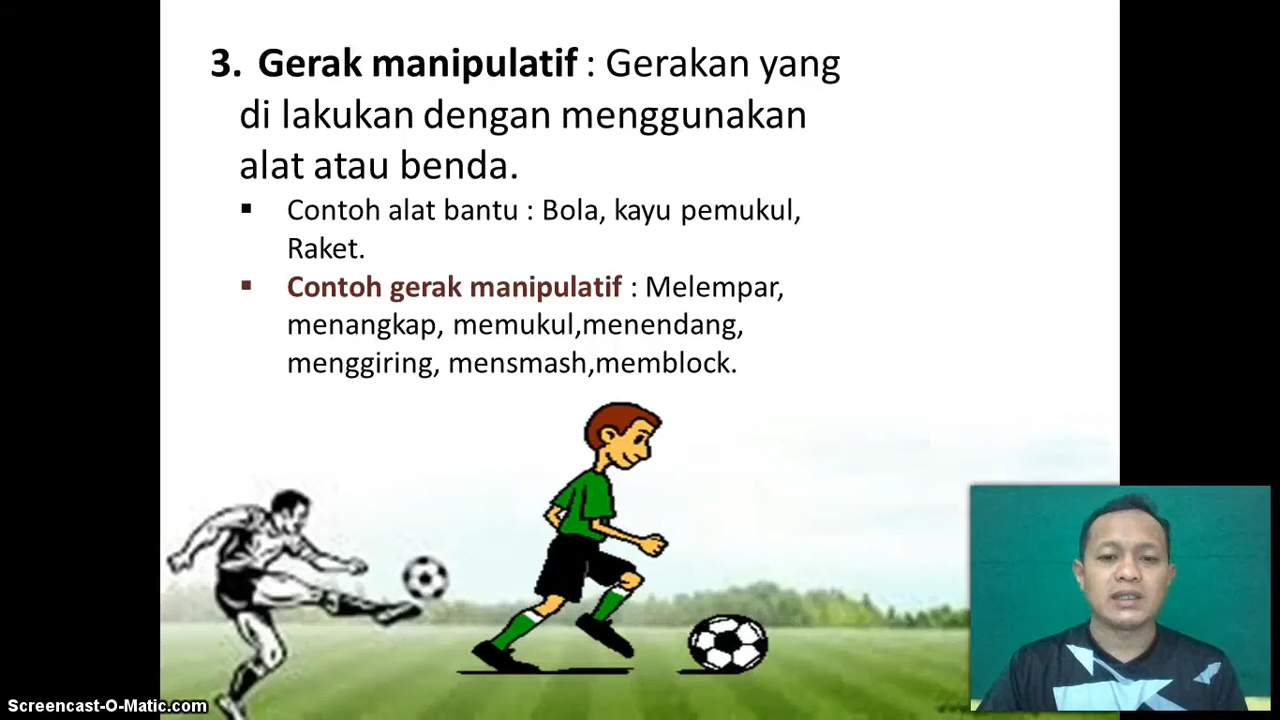 3. Gerak manipulatif : Gerakan yang
di lakukan dengan menggunakan
alat atau benda.
▪ Contoh alat bantu : Bola, kayu pemukul,
Raket.
▪ Contoh gerak manipulatif : Melempar,
menangkap, memukul,menendang,
menggiring, mensmash,memblock.
Screencast-O-Matic.com